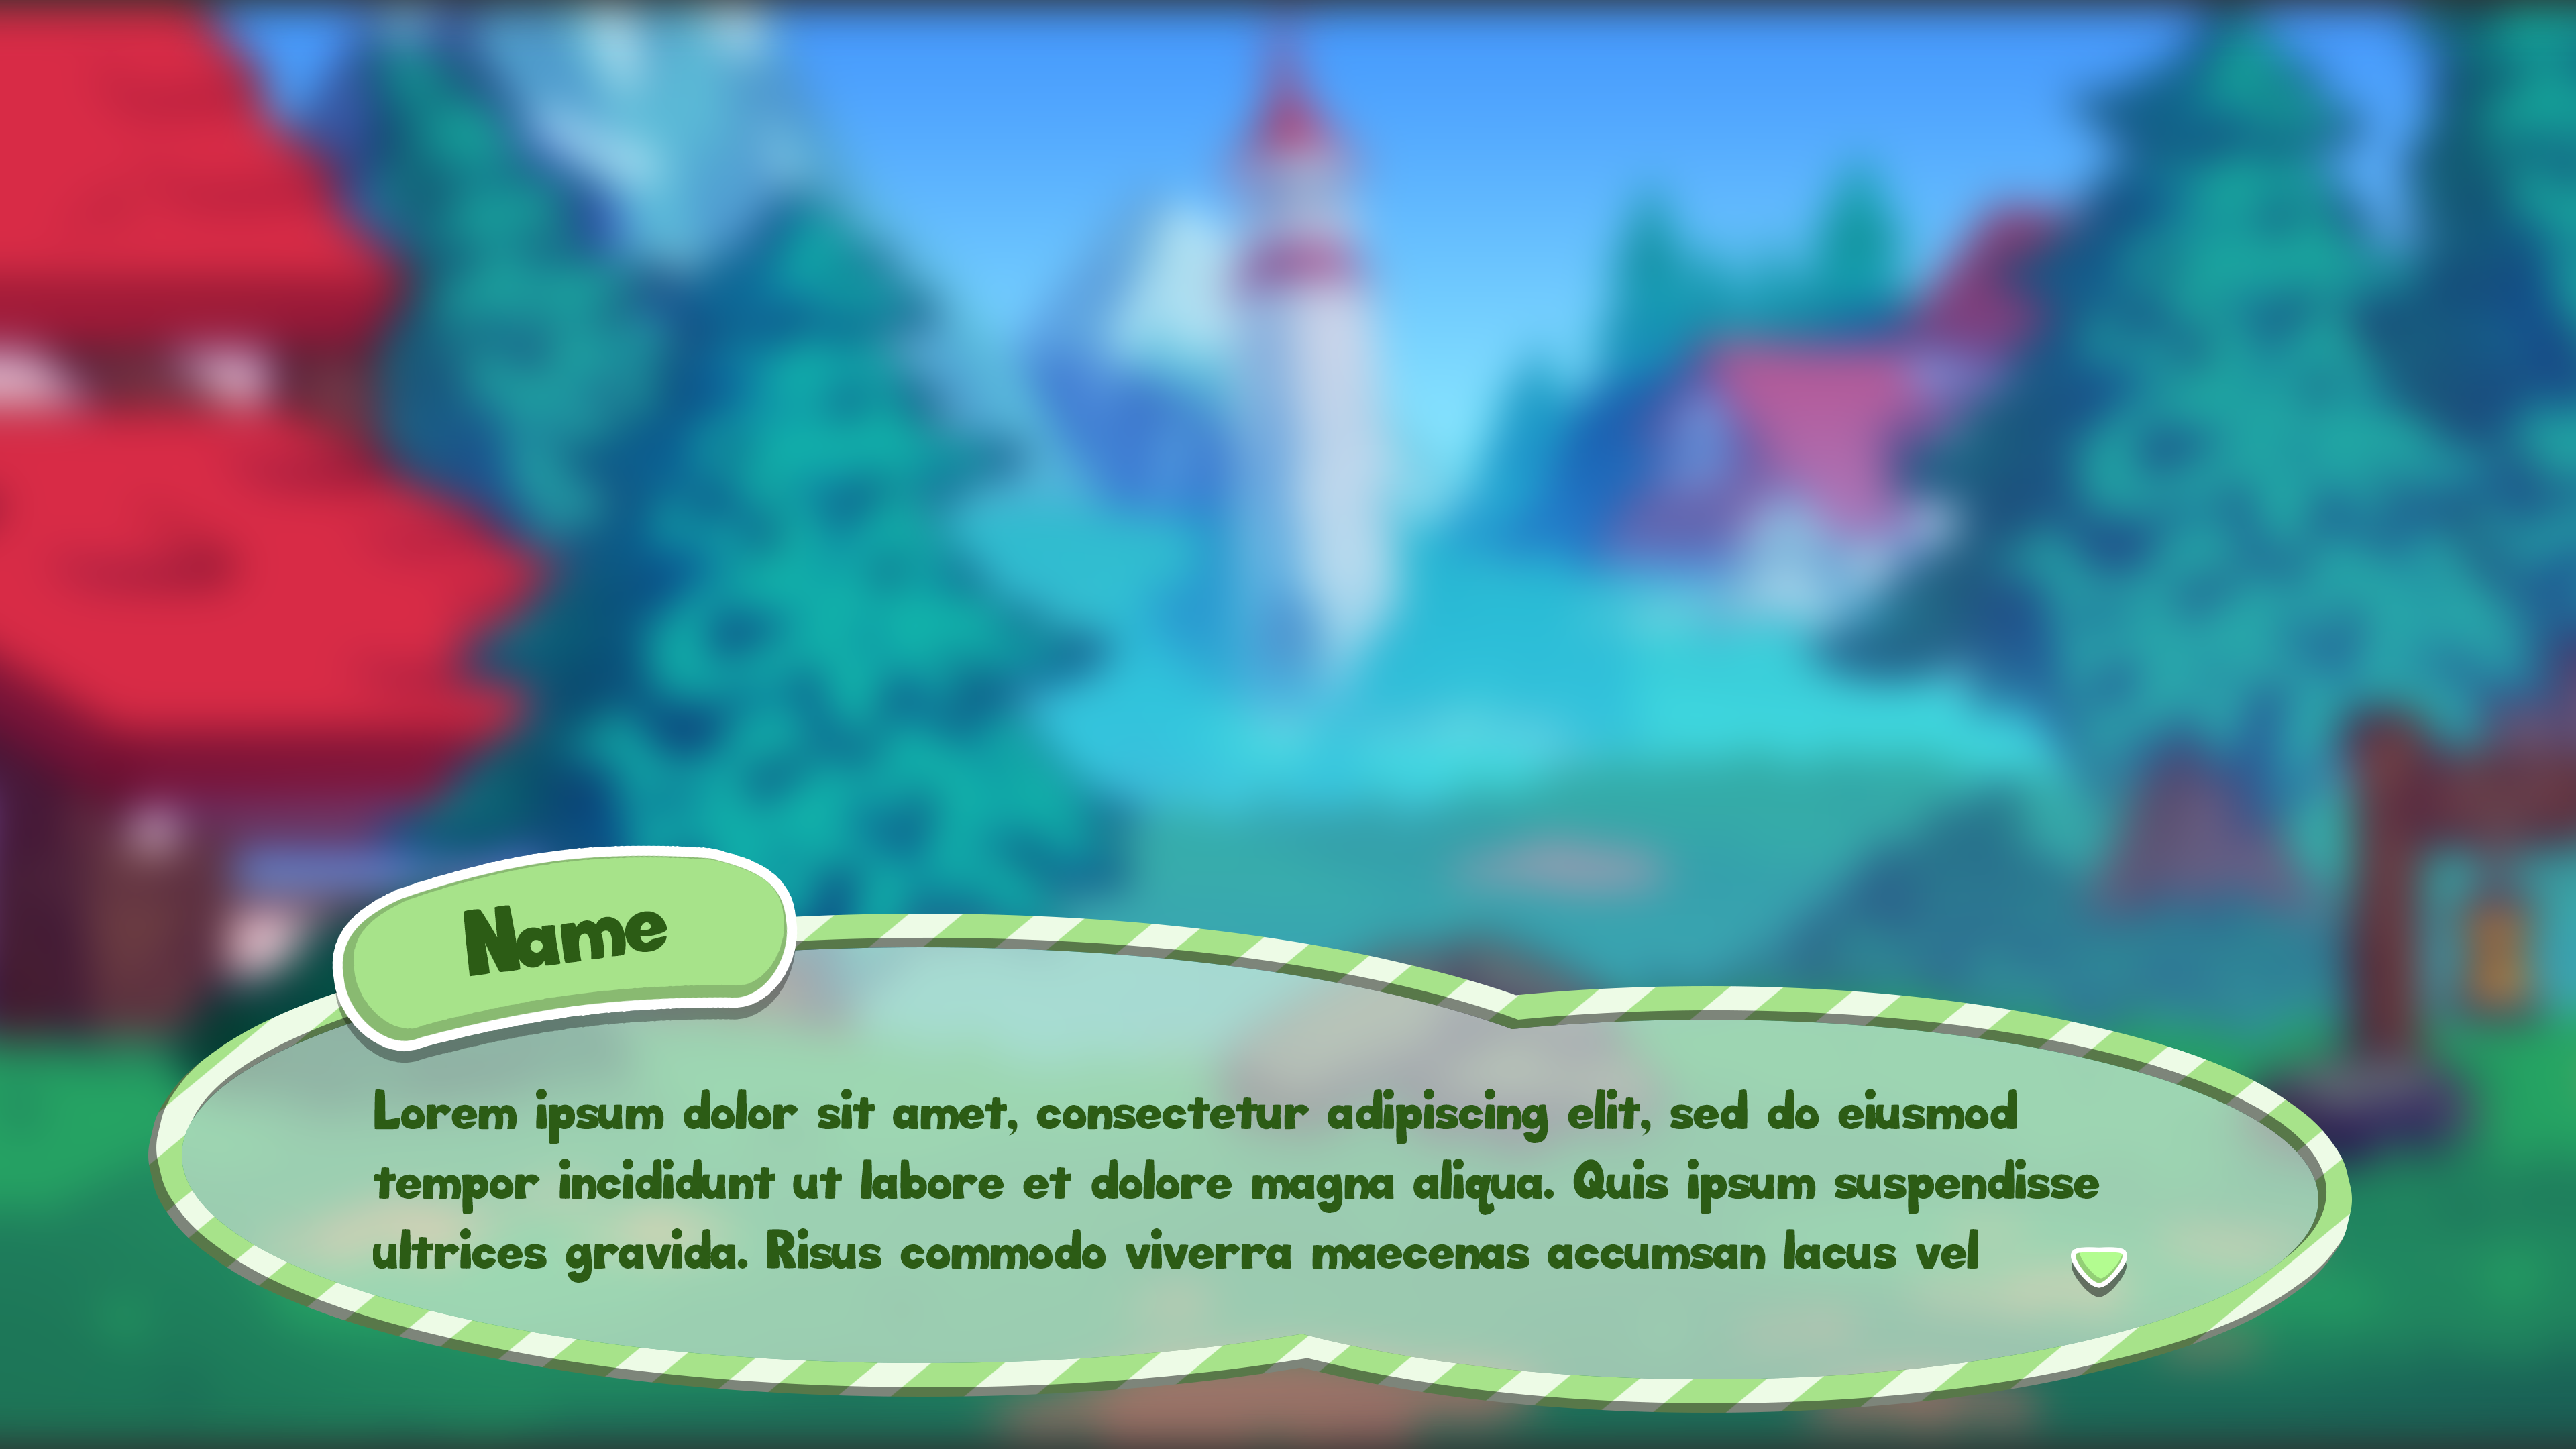 Name
Lorem ipsum dolor sit amet, consectetur adipiscing elit, sed do eiusmod
tempor incididunt ut labore et dolore magna aliqua. Quis ipsum suspendisse
ultrices gravida. Risus commodo viverra maecenas accumsan lacus vel